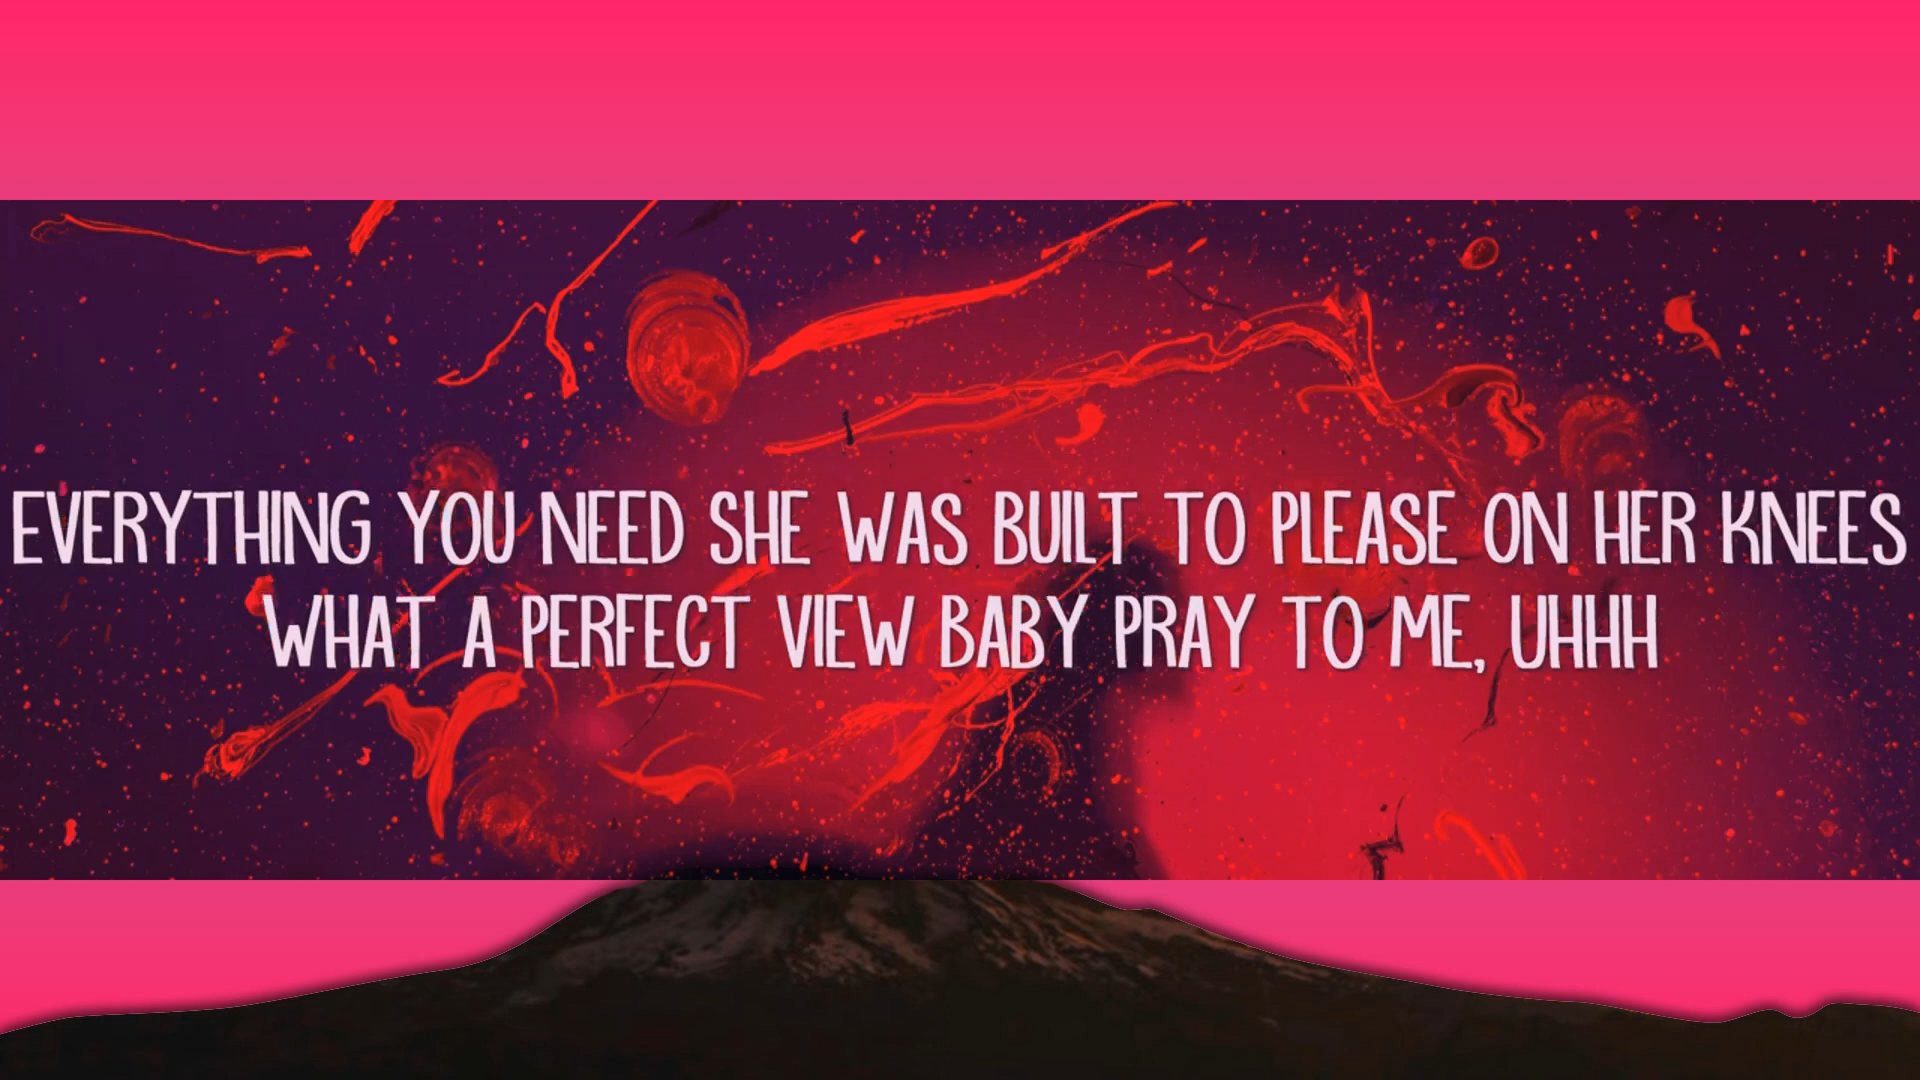 EVERYTHING YOU NEED SHE WAS BUILT TO PLEASE ON HER KNEES
WHAT A PERFECT VIEW BABY PRAY TO ME, UHHH